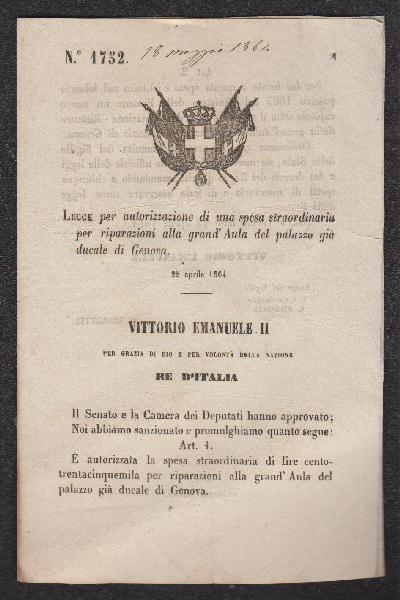 N.° 1752. 18 maggio 1864
1
LEGGE per autorizzazione di una spesa straordinaria
per riparazioni alla grand' Aula del palazzo già
ducale di Genova.
28 aprile 1864
VITTORIO EMANUELE II
PER GRAZIA DI DIO E PER VOLONTÀ DELLA NAZIONE
RE D'ITALIA
Il Senato e la Camera dei Deputati hanno approvato;
Noi abbiamo sanzionato e promulghiamo quanto segue:
Art. 1.
È autorizzata la spesa straordinaria di lire cento-
trentacinquemila per riparazioni alla grand' Aula del
palazzo già ducale di Genova.